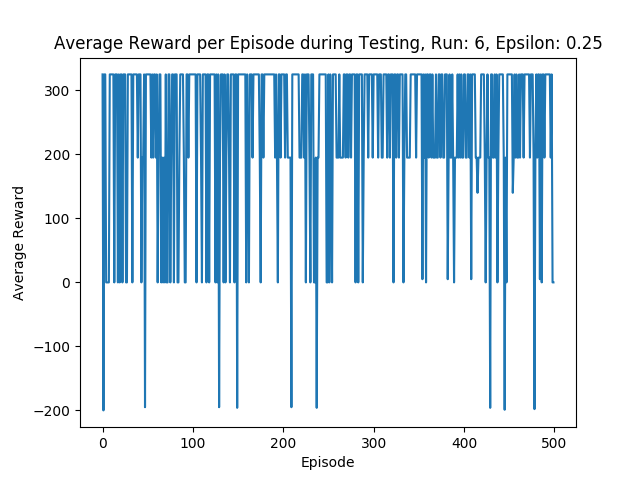 Average Reward per Episode during Testing, Run: 6, Epsilon: 0.25
300
200
100
0
−100
−200
Average Reward
0 100 200 300 400 500
Episode